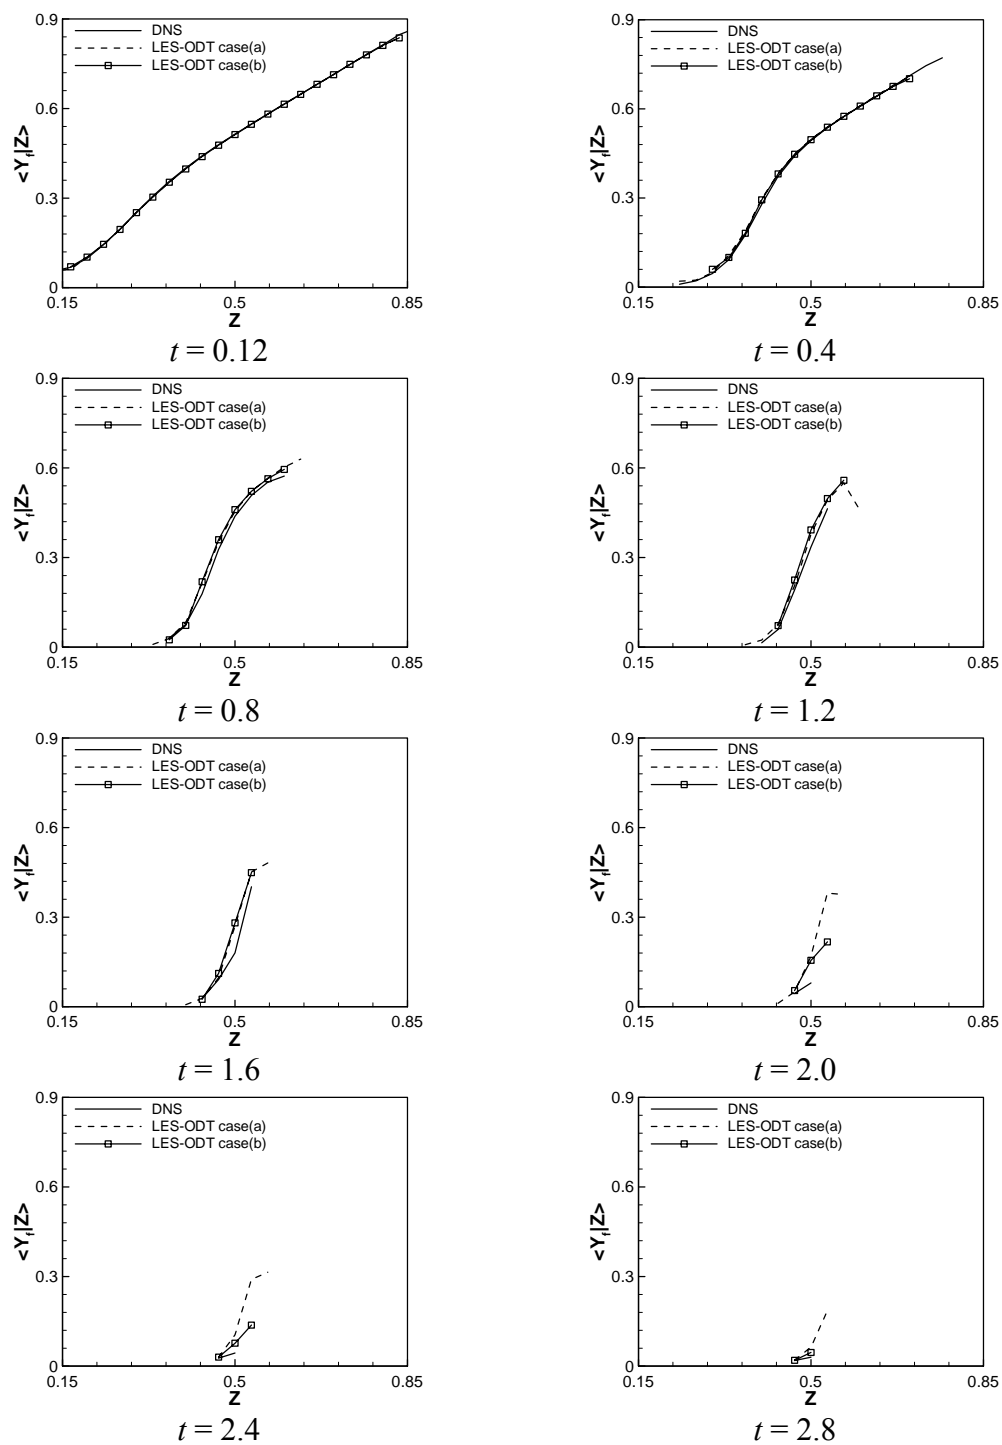 DNS
LES-ODT case(a)
LES-ODT case(b)
<Y_f|Z>
0.9
0.6
0.3
0
0.15
0.5
0.85
Z
t = 0.12
DNS
LES-ODT case(a)
LES-ODT case(b)
<Y_f|Z>
0.9
0.6
0.3
0
0.15
0.5
0.85
Z
t = 0.4
DNS
LES-ODT case(a)
LES-ODT case(b)
<Y_f|Z>
0.9
0.6
0.3
0
0.15
0.5
0.85
Z
t = 0.8
DNS
LES-ODT case(a)
LES-ODT case(b)
<Y_f|Z>
0.9
0.6
0.3
0
0.15
0.5
0.85
Z
t = 1.2
DNS
LES-ODT case(a)
LES-ODT case(b)
<Y_f|Z>
0.9
0.6
0.3
0
0.15
0.5
0.85
Z
t = 1.6
DNS
LES-ODT case(a)
LES-ODT case(b)
<Y_f|Z>
0.9
0.6
0.3
0
0.15
0.5
0.85
Z
t = 2.0
DNS
LES-ODT case(a)
LES-ODT case(b)
<Y_f|Z>
0.9
0.6
0.3
0
0.15
0.5
0.85
Z
t = 2.4
DNS
LES-ODT case(a)
LES-ODT case(b)
<Y_f|Z>
0.9
0.6
0.3
0
0.15
0.5
0.85
Z
t = 2.8